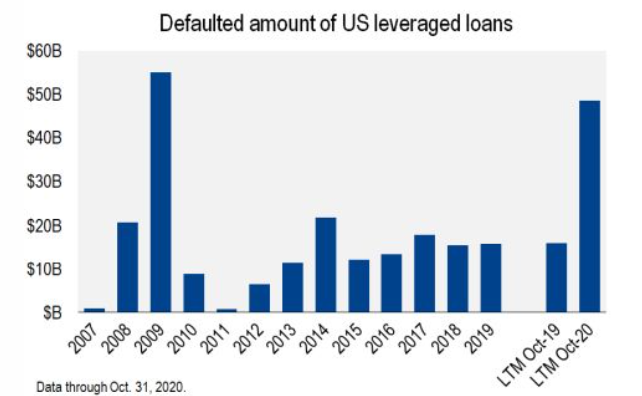 Defaulted amount of US leveraged loans
$60B
$50B
$40B
$30B
$20B
$10B
$B
2007
2008
2009
2010
2011
2012
2013
2014
2015
2016
2017
2018
2019
LTM Oct-19
LTM Oct-20
Data through Oct. 31, 2020.